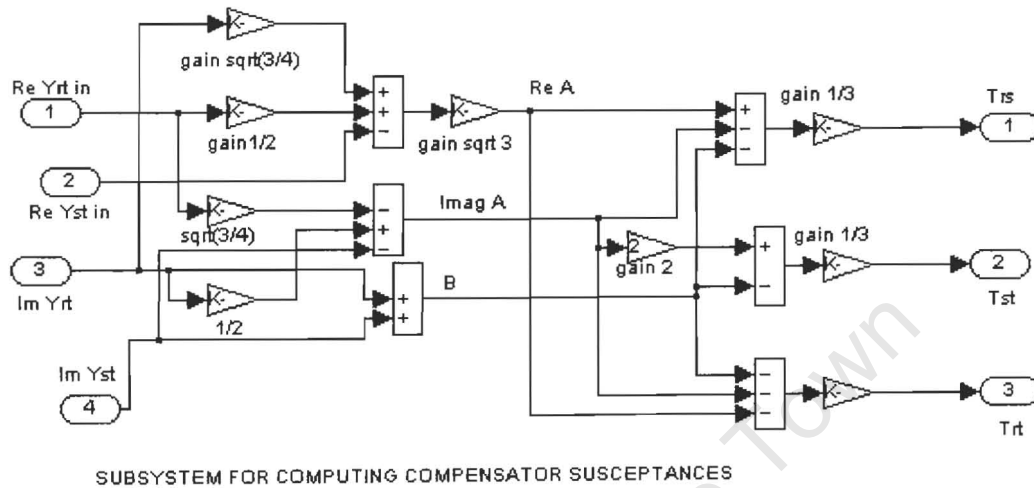 gain sqrt(3/4)
Re Yrt in
1
gain1/2
2
Re Yst in
sqrt(3/4)
3
Im Yrt
1/2
Im Yst
4
+
+
-
gain sqrt 3
-
+
-
Imag A
+
+
B
Re A
+
-
-
gain 1/3
Trs
1
2
gain 2
+
-
gain 1/3
2
Tst
-
-
-
3
Trt
SUBSYSTEM FOR COMPUTING COMPENSATOR SUSCEPTANCES
Town